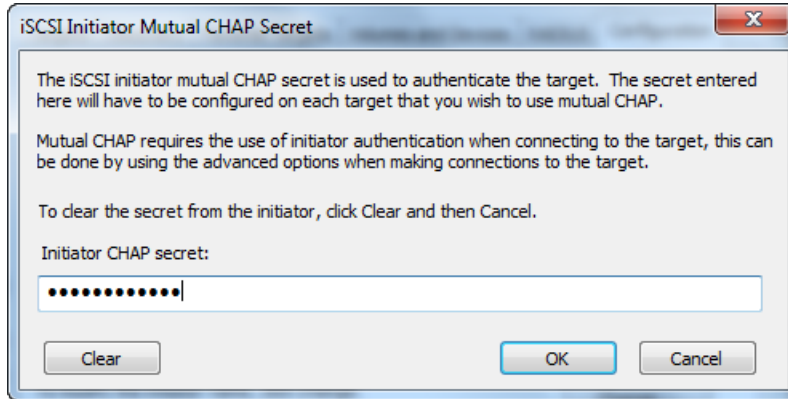 iSCSI Initiator Mutual CHAP Secret
The iSCSI initiator mutual CHAP secret is used to authenticate the target.  The secret entered
here will have to be configured on each target that you wish to use mutual CHAP.
Mutual CHAP requires the use of initiator authentication when connecting to the target, this can
be done by using the advanced options when making connections to the target.
To clear the secret from the initiator, click Clear and then Cancel.
Initiator CHAP secret:
••••••••••••
Clear
OK
Cancel